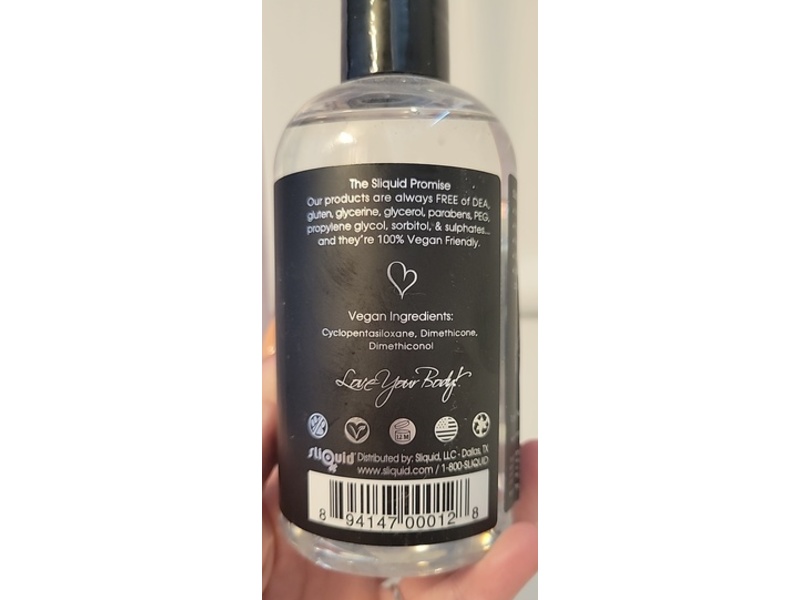 The Sliquid Promise
Our products are always FREE of DEA,
gluten, glycerine, glycerol, parabens, PEG,
propylene glycol, sorbitol, & sulphates...
and they're 100% Vegan Friendly.
Vegan Ingredients:
Cyclopentasiloxane, Dimethicone,
Dimethiconol
Love Your Body!
12 M
sliquid Distributed by: Sliquid, LLC - Dallas, TX
www.sliquid.com / 1-800-SLIQUID
8 94147 00012 8